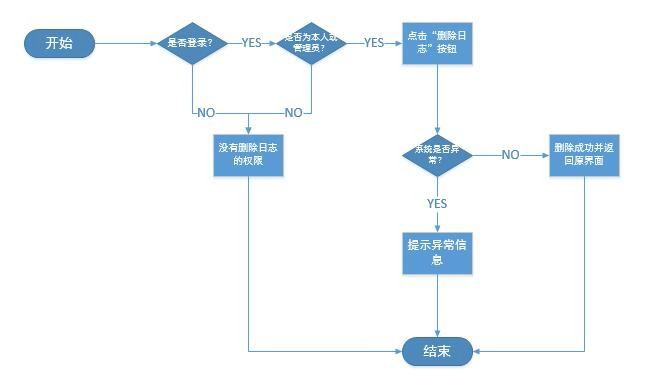 开始
是否登录？
YES
是否为本人或
管理员？
YES
点击“删除日
志”按钮
NO
NO
没有删除日志
的权限
系统是否异
常？
NO
删除成功并返
回原界面
YES
提示异常信
息
结束